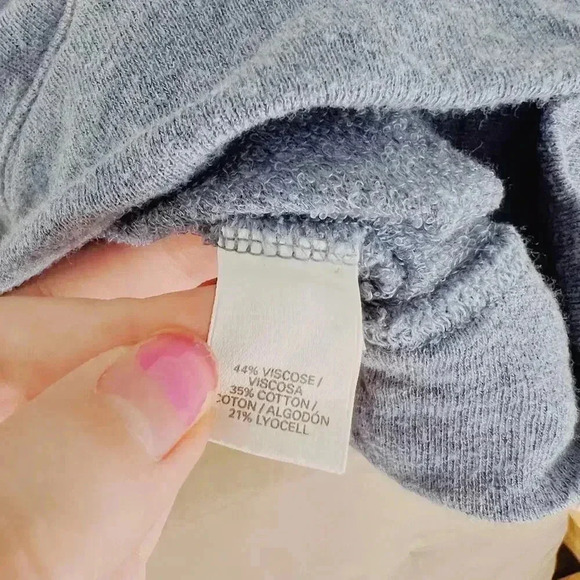 44% VISCOSE /
VISCOSA
35% COTTON /
COTON / ALGODÓN
21% LYOCELL